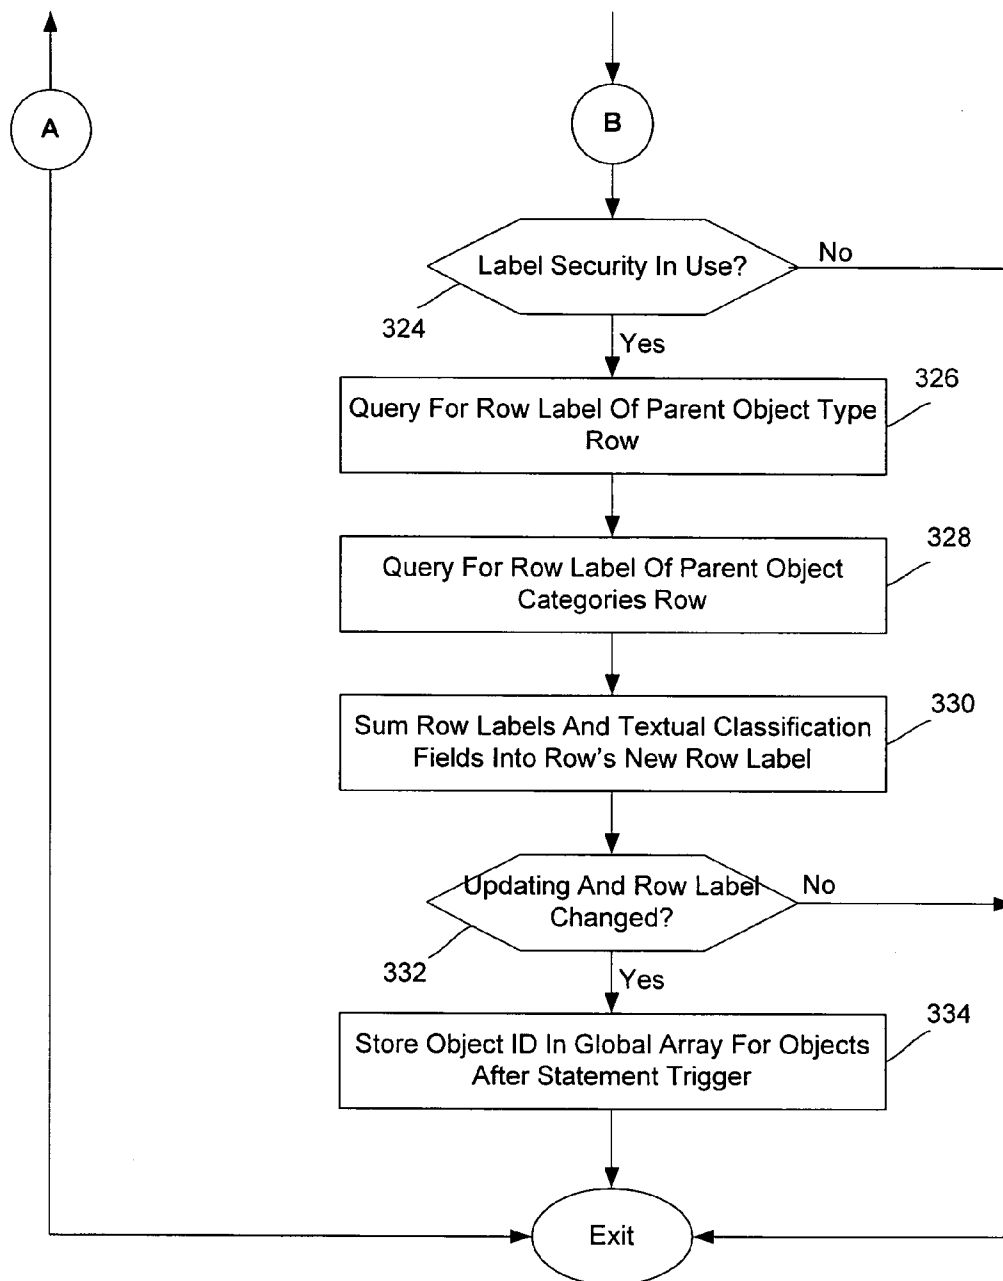 A
B
Label Security In Use?
No
324
Yes
326
Query For Row Label Of Parent Object Type
Row
328
Query For Row Label Of Parent Object
Categories Row
330
Sum Row Labels And Textual Classification
Fields Into Row's New Row Label
Updating And Row Label
Changed?
No
332
Yes
334
Store Object ID In Global Array For Objects
After Statement Trigger
Exit